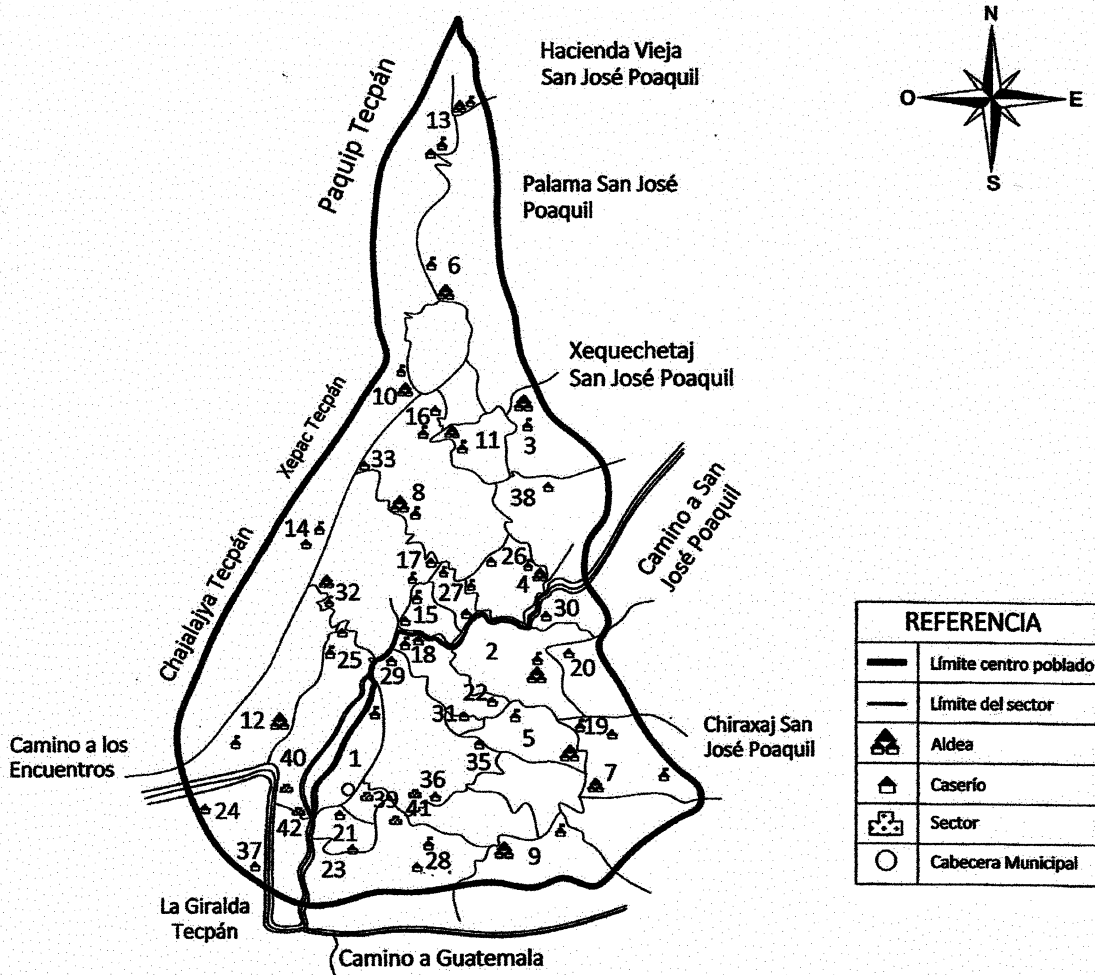 N
O
E
S
Hacienda Vieja
San José Poaquil
Paquip Tecpán
13
Palama San José
Poaquil
6
Xequechetaj
San José Poaquil
10
16
11
3
Xepac Tecpán
33
38
8
Camino a San
José Poaquil
14
17
26
27
4
32
15
30
Chajalajya Tecpán
18
2
25
29
20
22
31
19
12
5
Chiraxaj San
José Poaquil
Camino a los
Encuentros
40
1
35
7
36
39
24
42
41
21
23
28
9
37
La Giralda
Tecpán
Camino a Guatemala
REFERENCIA
Límite centro poblado
Límite del sector
Aldea
Caserío
Sector
Cabecera Municipal